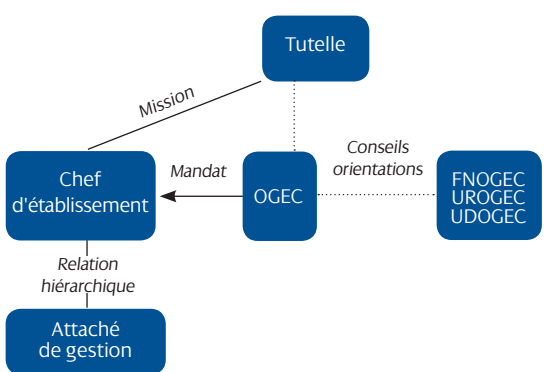 Tutelle
Mission
Chef
d'établissement
Mandat
OGEC
Conseils
orientations
FNOGEC
UROGEC
UDOGEC
Relation
hiérarchique
Attaché
de gestion